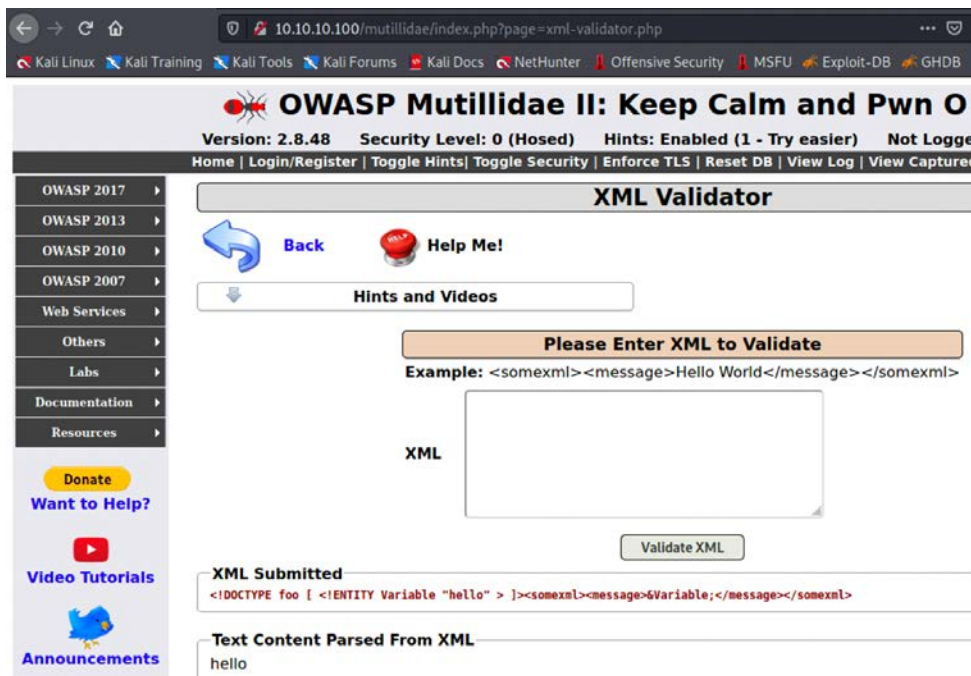 10.10.10.100/mutillidae/index.php?page=xml-validator.php
Kali Linux Kali Training Kali Tools Kali Forums Kali Docs NetHunter Offensive Security MSFU Exploit-DB GHDB
OWASP Mutillidae II: Keep Calm and Pwn O
Version: 2.8.48 Security Level: 0 (Hosed) Hints: Enabled (1 - Try easier) Not Logge
Home | Login/Register | Toggle Hints| Toggle Security | Enforce TLS | Reset DB | View Log | View Captured
OWASP 2017
OWASP 2013
OWASP 2010
OWASP 2007
Web Services
Others
Labs
Documentation
Resources
Donate
Want to Help?
Video Tutorials
Announcements
XML Validator
Back
HELP
Help Me!
Hints and Videos
Please Enter XML to Validate
Example: <somexml><message>Hello World</message></somexml>
XML
Validate XML
XML Submitted
<!DOCTYPE foo [ <!ENTITY Variable "hello" > ]><somexml><message>&Variable;</message></somexml>
Text Content Parsed From XML
hello